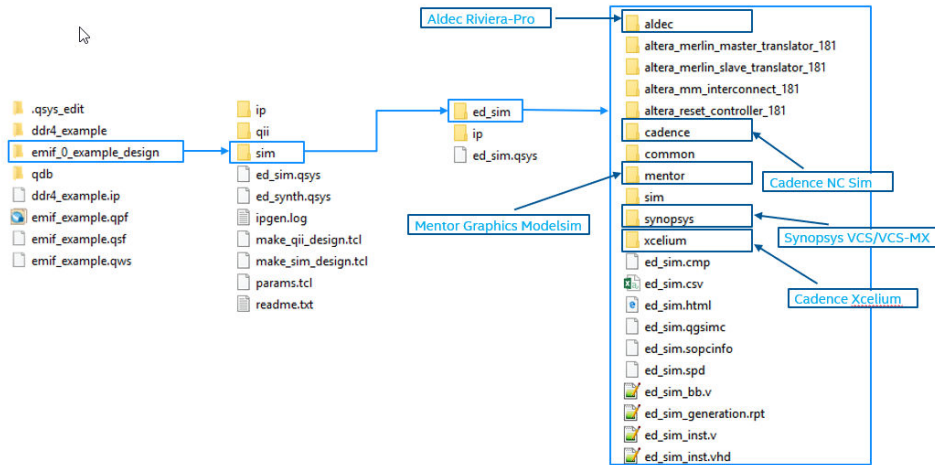 Aldec Riviera-Pro
.qsys_edit
ddr4_example
emif_0_example_design
qdb
ddr4_example.ip
emif_example.qpf
emif_example.qsf
emif_example.qws
ip
qii
sim
ed_sim.qsys
ed_synth.qsys
ipgen.log
make_qii_design.tcl
make_sim_design.tcl
params.tcl
readme.txt
ed_sim
ip
ed_sim.qsys
Mentor Graphics Modelsim
aldec
altera_merlin_master_translator_181
altera_merlin_slave_translator_181
altera_mm_interconnect_181
altera_reset_controller_181
cadence
common
mentor
sim
synopsys
xcelium
ed_sim.cmp
ed_sim.csv
ed_sim.html
ed_sim.qgsimc
ed_sim.sopcinfo
ed_sim.spd
ed_sim_bb.v
ed_sim_generation.rpt
ed_sim_inst.v
ed_sim_inst.vhd
Cadence NC Sim
Synopsys VCS/VCS-MX
Cadence Xcelium